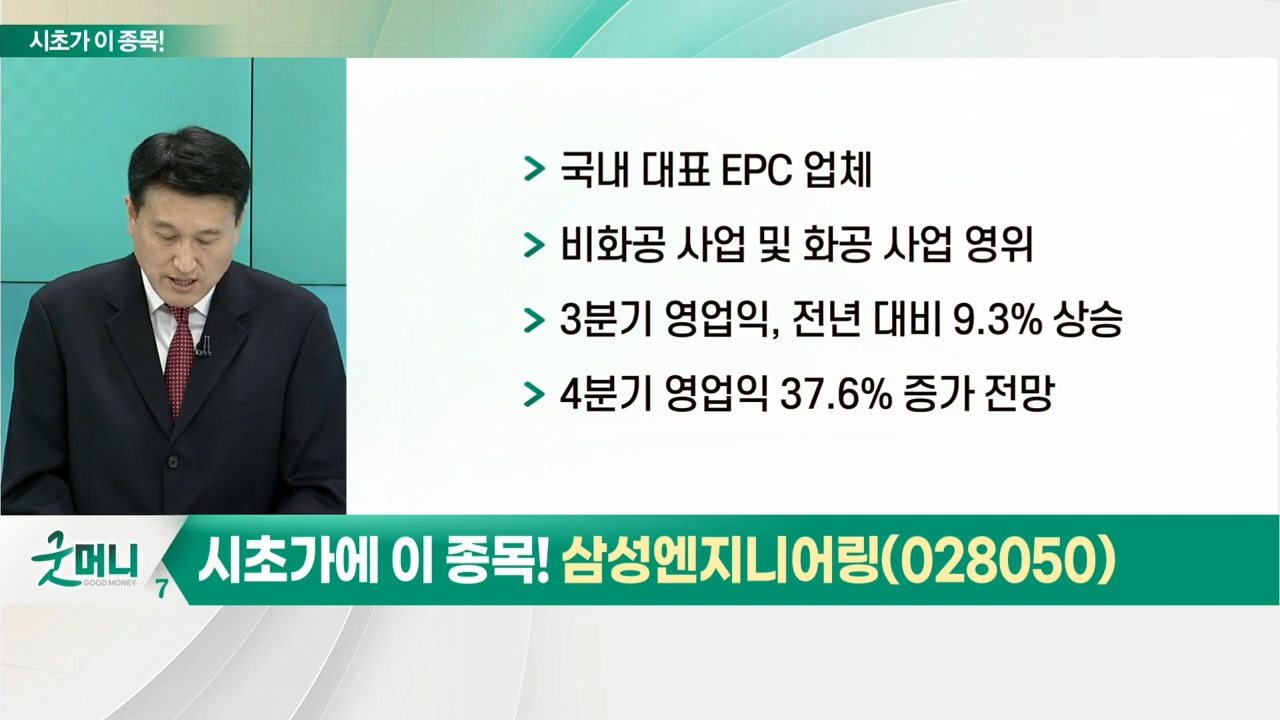 시초가 이 종목!
> 국내 대표 EPC 업체
> 비화공 사업 및 화공 사업 영위
> 3분기 영업익, 전년 대비 9.3% 상승
> 4분기 영업익 37.6% 증가 전망
굿머니
GOOD MONEY
7
시초가에 이 종목! 삼성엔지니어링(028050)